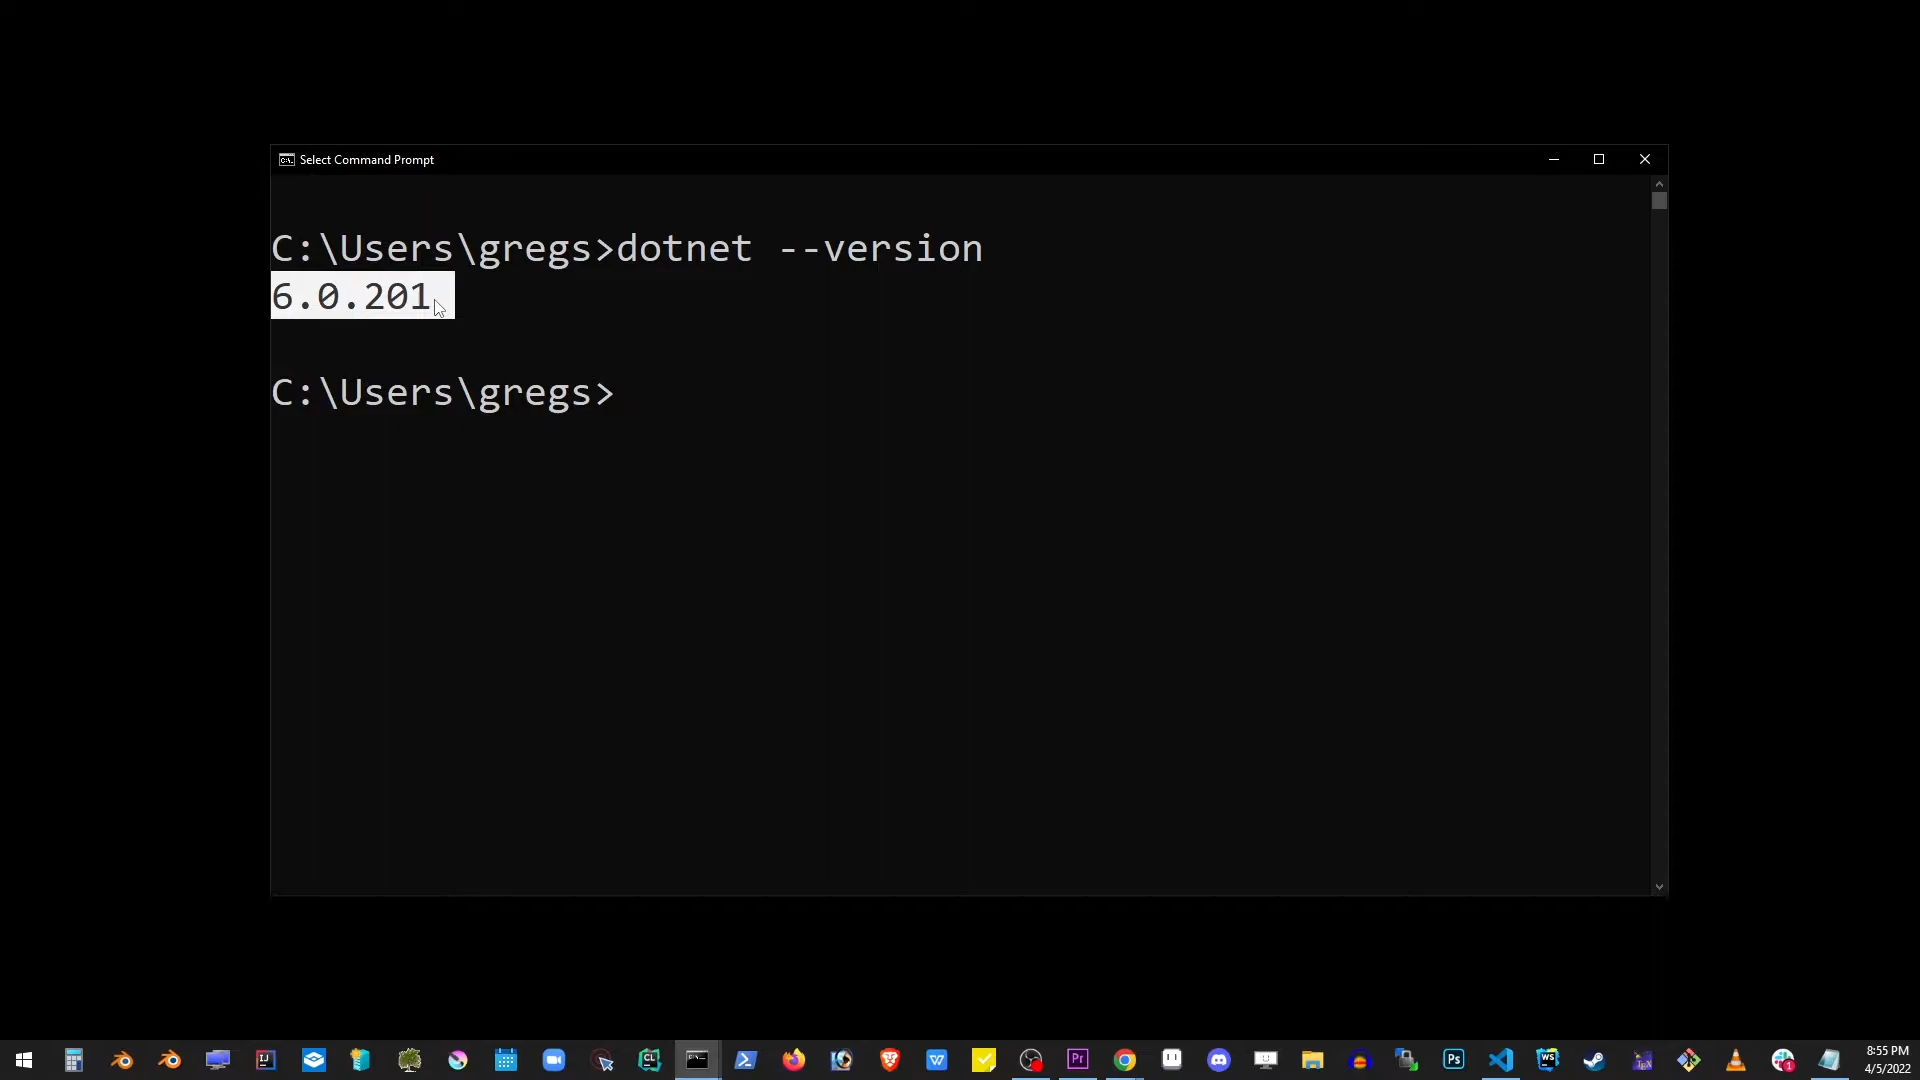 Select Command Prompt
C:\Users\gregs>dotnet --version
6.0.201
C:\Users\gregs>
8:55 PM
4/5/2022